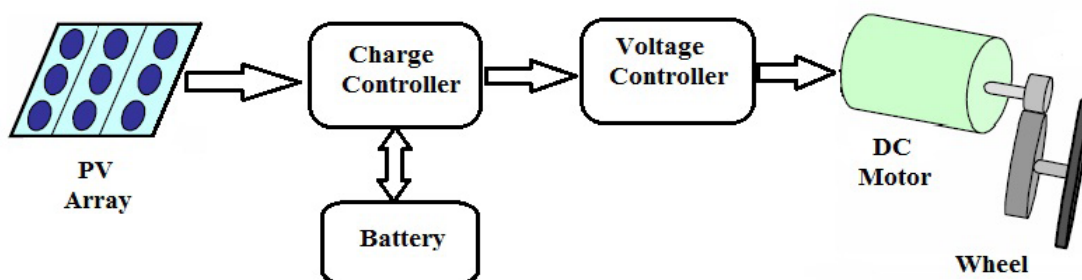 PV
Array
Charge
Controller
Battery
Voltage
Controller
DC
Motor
Wheel